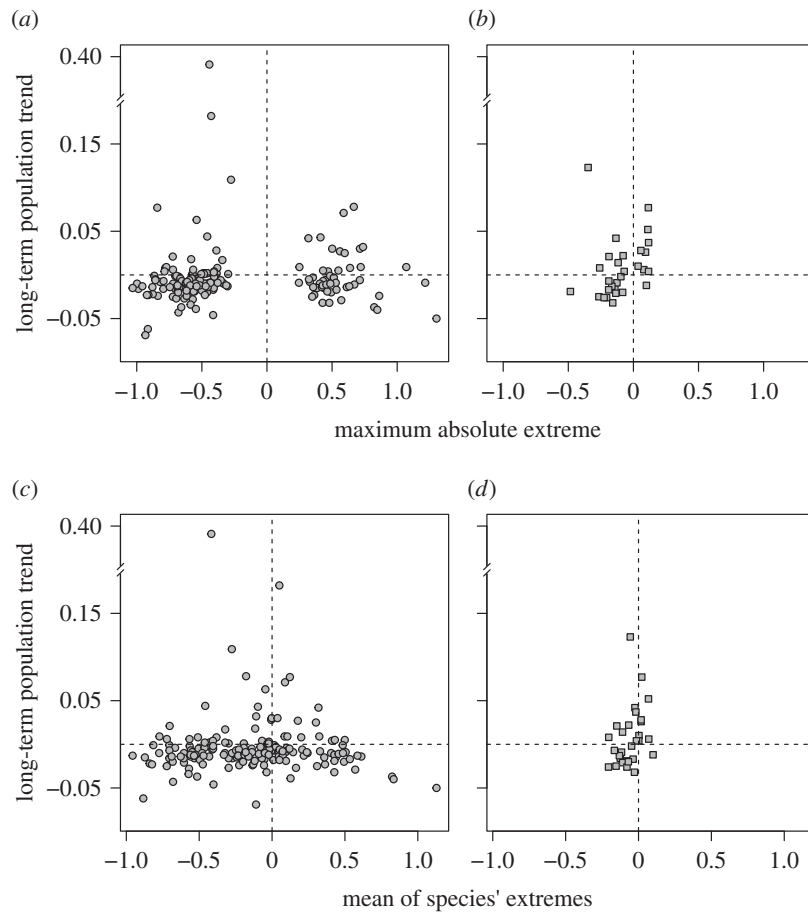 (a)
(b)
0.40
0.15
0.05
−0.05
long-term population trend
−1.0 −0.5 0 0.5 1.0
−1.0 −0.5 0 0.5 1.0
maximum absolute extreme
(c)
(d)
0.40
0.15
0.05
−0.05
long-term population trend
−1.0 −0.5 0 0.5 1.0
−1.0 −0.5 0 0.5 1.0
mean of species' extremes